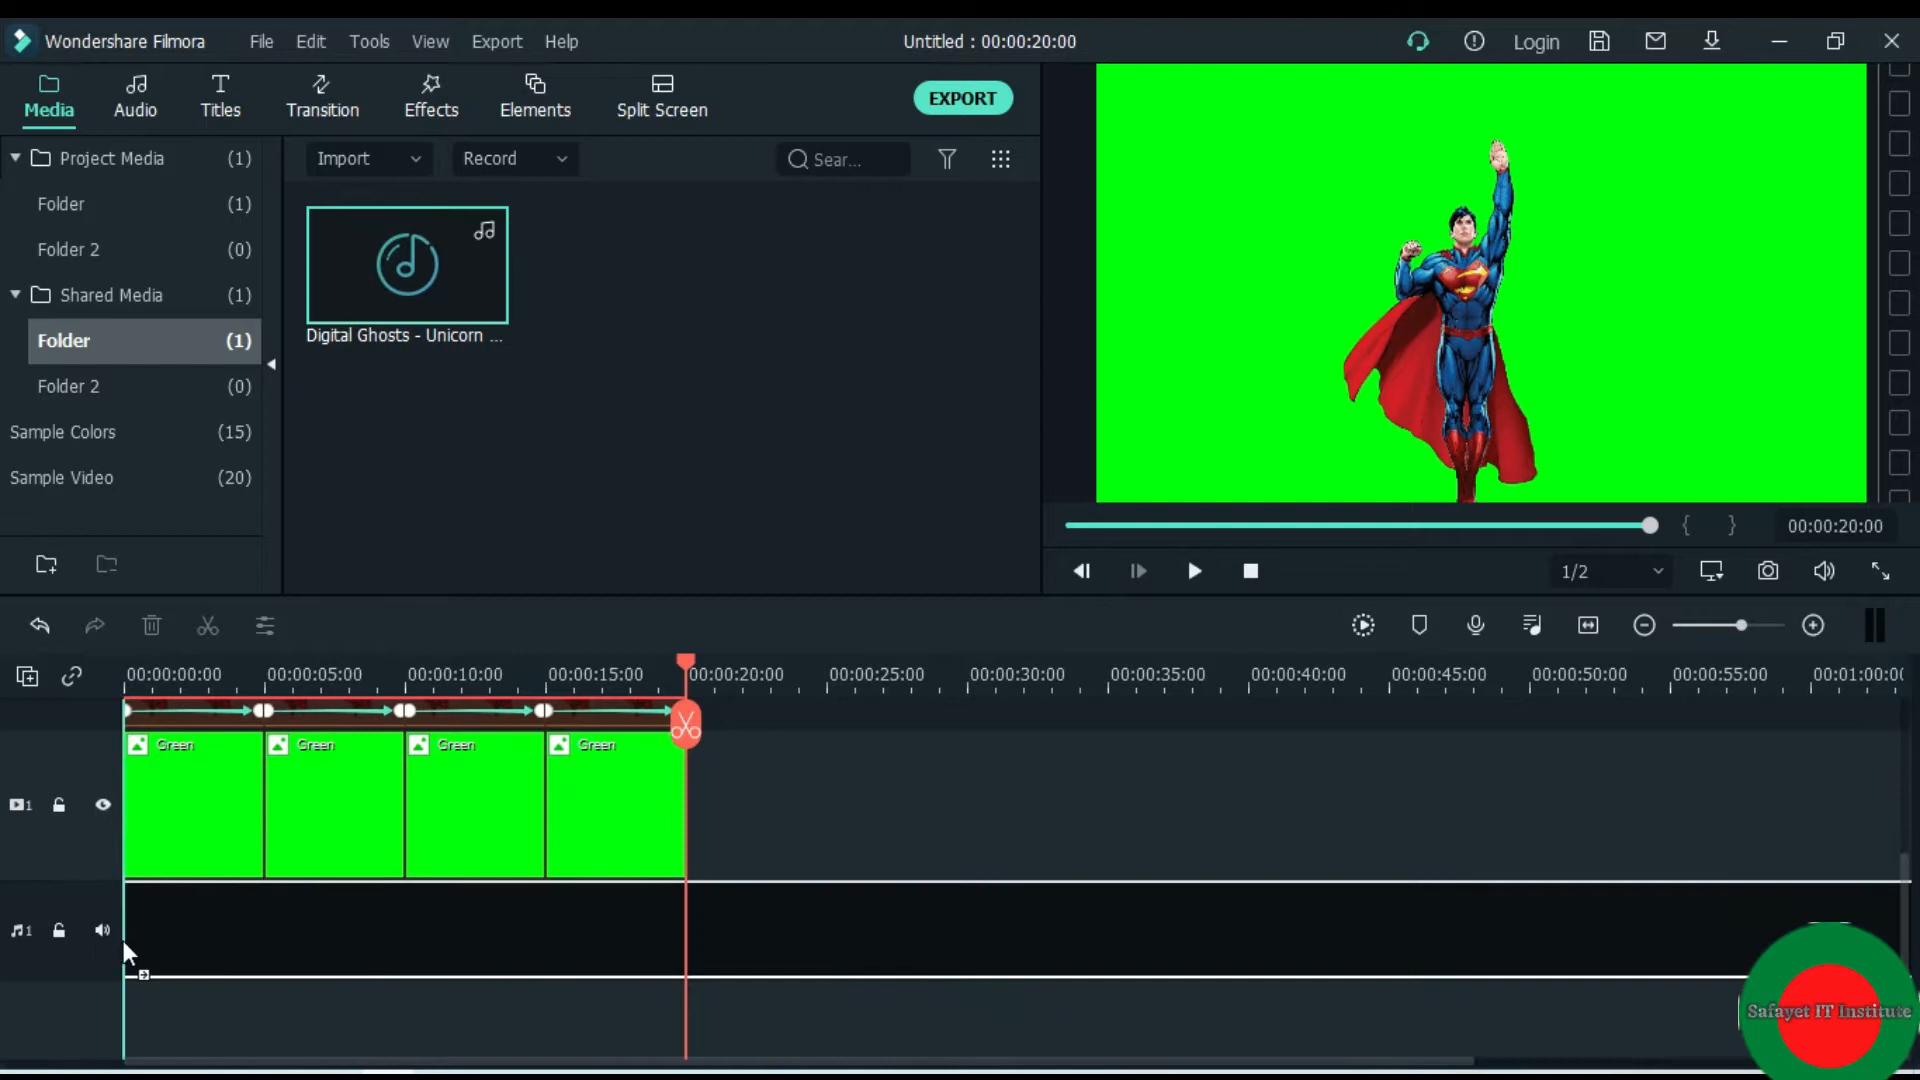 Wondershare Filmora File Edit Tools View Export Help Untitled : 00:00:20:00 Login
Media Audio Titles Transition Effects Elements Split Screen EXPORT
Project Media (1)
Folder (1)
Folder 2 (0)
Shared Media (1)
Folder (1)
Folder 2 (0)
Sample Colors (15)
Sample Video (20)
Import Record Sear...
Digital Ghosts - Unicorn ...
00:00:20:00
1/2
00:00:00:00 00:00:05:00 00:00:10:00 00:00:15:00 00:00:20:00 00:00:25:00 00:00:30:00 00:00:35:00 00:00:40:00 00:00:45:00 00:00:50:00 00:00:55:00 00:01:00:0
Green Green Green Green
1
1
Safayet IT Institute